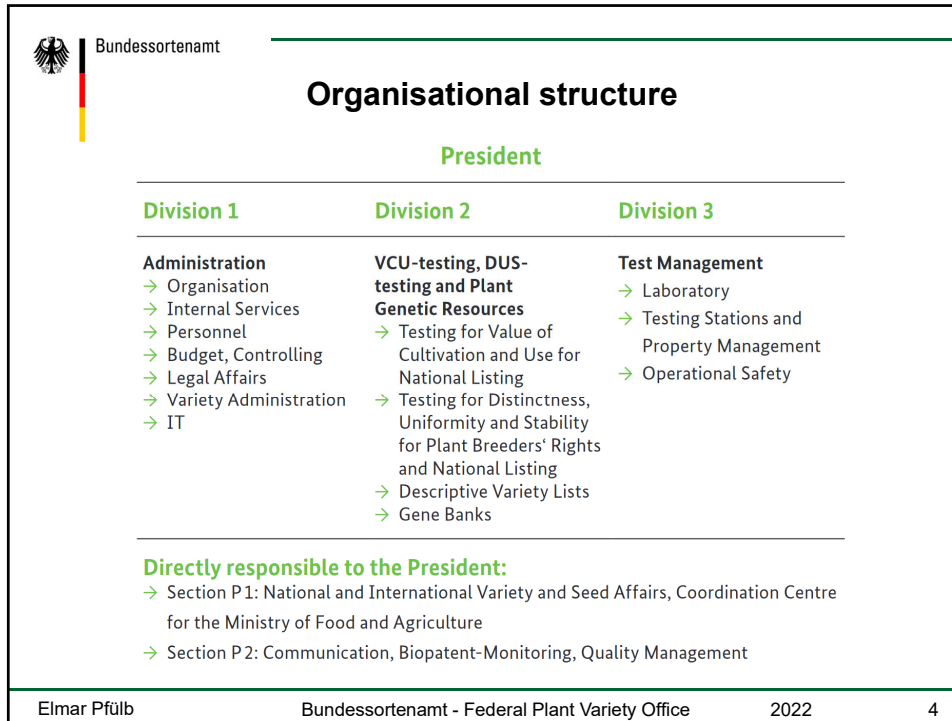 Bundessortenamt
Organisational structure
President
Division 1
Division 2
Division 3
Administration
→ Organisation
→ Internal Services
→ Personnel
→ Budget, Controlling
→ Legal Affairs
→ Variety Administration
→ IT
VCU-testing, DUS-
testing and Plant
Genetic Resources
→ Testing for Value of
Cultivation and Use for
National Listing
→ Testing for Distinctness,
Uniformity and Stability
for Plant Breeders‘ Rights
and National Listing
→ Descriptive Variety Lists
→ Gene Banks
Test Management
→ Laboratory
→ Testing Stations and
Property Management
→ Operational Safety
Directly responsible to the President:
→ Section P1: National and International Variety and Seed Affairs, Coordination Centre
for the Ministry of Food and Agriculture
→ Section P2: Communication, Biopatent-Monitoring, Quality Management
Elmar Pfülb
Bundessortenamt - Federal Plant Variety Office
2022
4